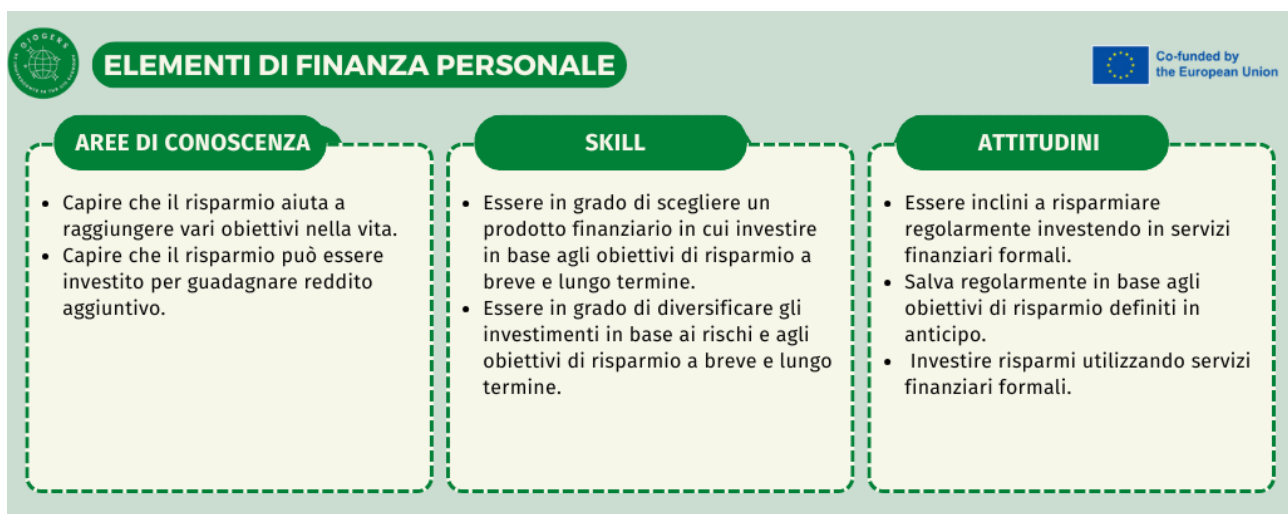 GIGGERS
ELEMENTI DI FINANZA PERSONALE
Co-funded by
the European Union
AREE DI CONOSCENZA
• Capire che il risparmio aiuta a
raggiungere vari obiettivi nella vita.
• Capire che il risparmio può essere
investito per guadagnare reddito
aggiuntivo.
SKILL
• Essere in grado di scegliere un
prodotto finanziario in cui investire
in base agli obiettivi di risparmio a
breve e lungo termine.
• Essere in grado di diversificare gli
investimenti in base ai rischi e agli
obiettivi di risparmio a breve e lungo
termine.
ATTITUDINI
• Essere inclini a risparmiare
regolarmente investendo in servizi
finanziari formali.
• Salva regolarmente in base agli
obiettivi di risparmio definiti in
anticipo.
• Investire risparmi utilizzando servizi
finanziari formali.